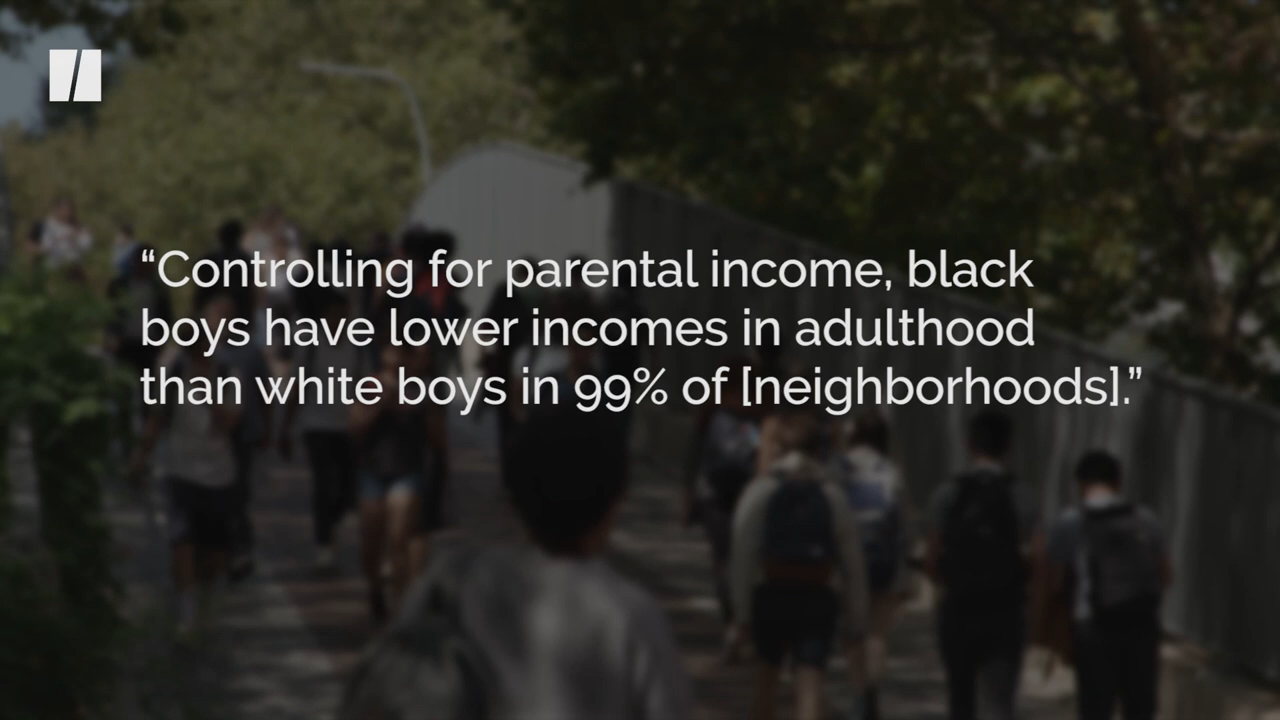 “Controlling for parental income, black
boys have lower incomes in adulthood
than white boys in 99% of [neighborhoods].”